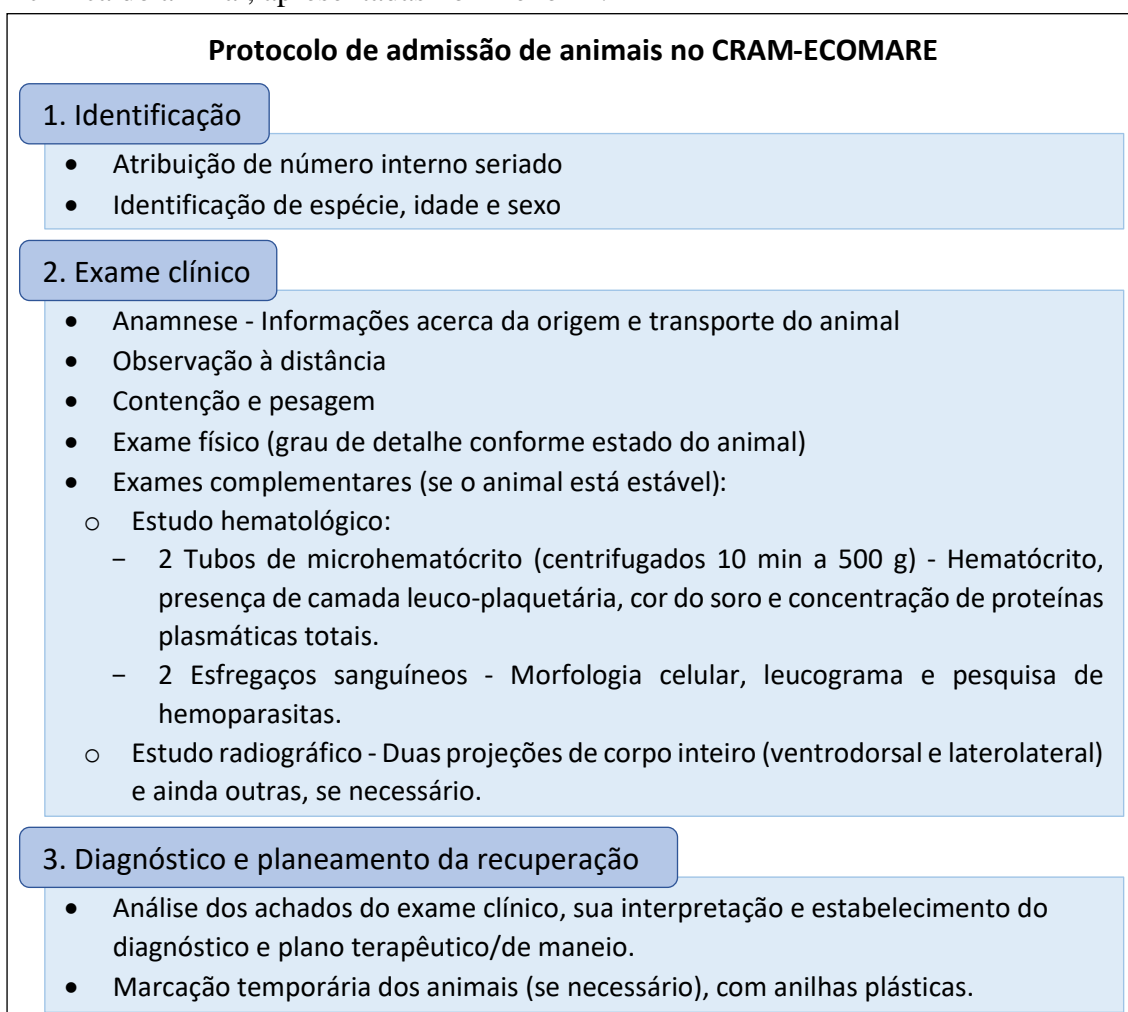 Protocolo de admissão de animais no CRAM-ECOMARE
1. Identificação
• Atribuição de número interno seriado
• Identificação de espécie, idade e sexo
2. Exame clínico
• Anamnese - Informações acerca da origem e transporte do animal
• Observação à distância
• Contenção e pesagem
• Exame físico (grau de detalhe conforme estado do animal)
• Exames complementares (se o animal está estável):
o Estudo hematológico:
− 2 Tubos de microhematócrito (centrifugados 10 min a 500 g) - Hematócrito,
presença de camada leuco-plaquetária, cor do soro e concentração de proteínas
plasmáticas totais.
− 2 Esfregaços sanguíneos - Morfologia celular, leucograma e pesquisa de
hemoparasitas.
o Estudo radiográfico - Duas projeções de corpo inteiro (ventrodorsal e laterolateral)
e ainda outras, se necessário.
3. Diagnóstico e planeamento da recuperação
• Análise dos achados do exame clínico, sua interpretação e estabelecimento do
diagnóstico e plano terapêutico/de maneio.
• Marcação temporária dos animais (se necessário), com anilhas plásticas.